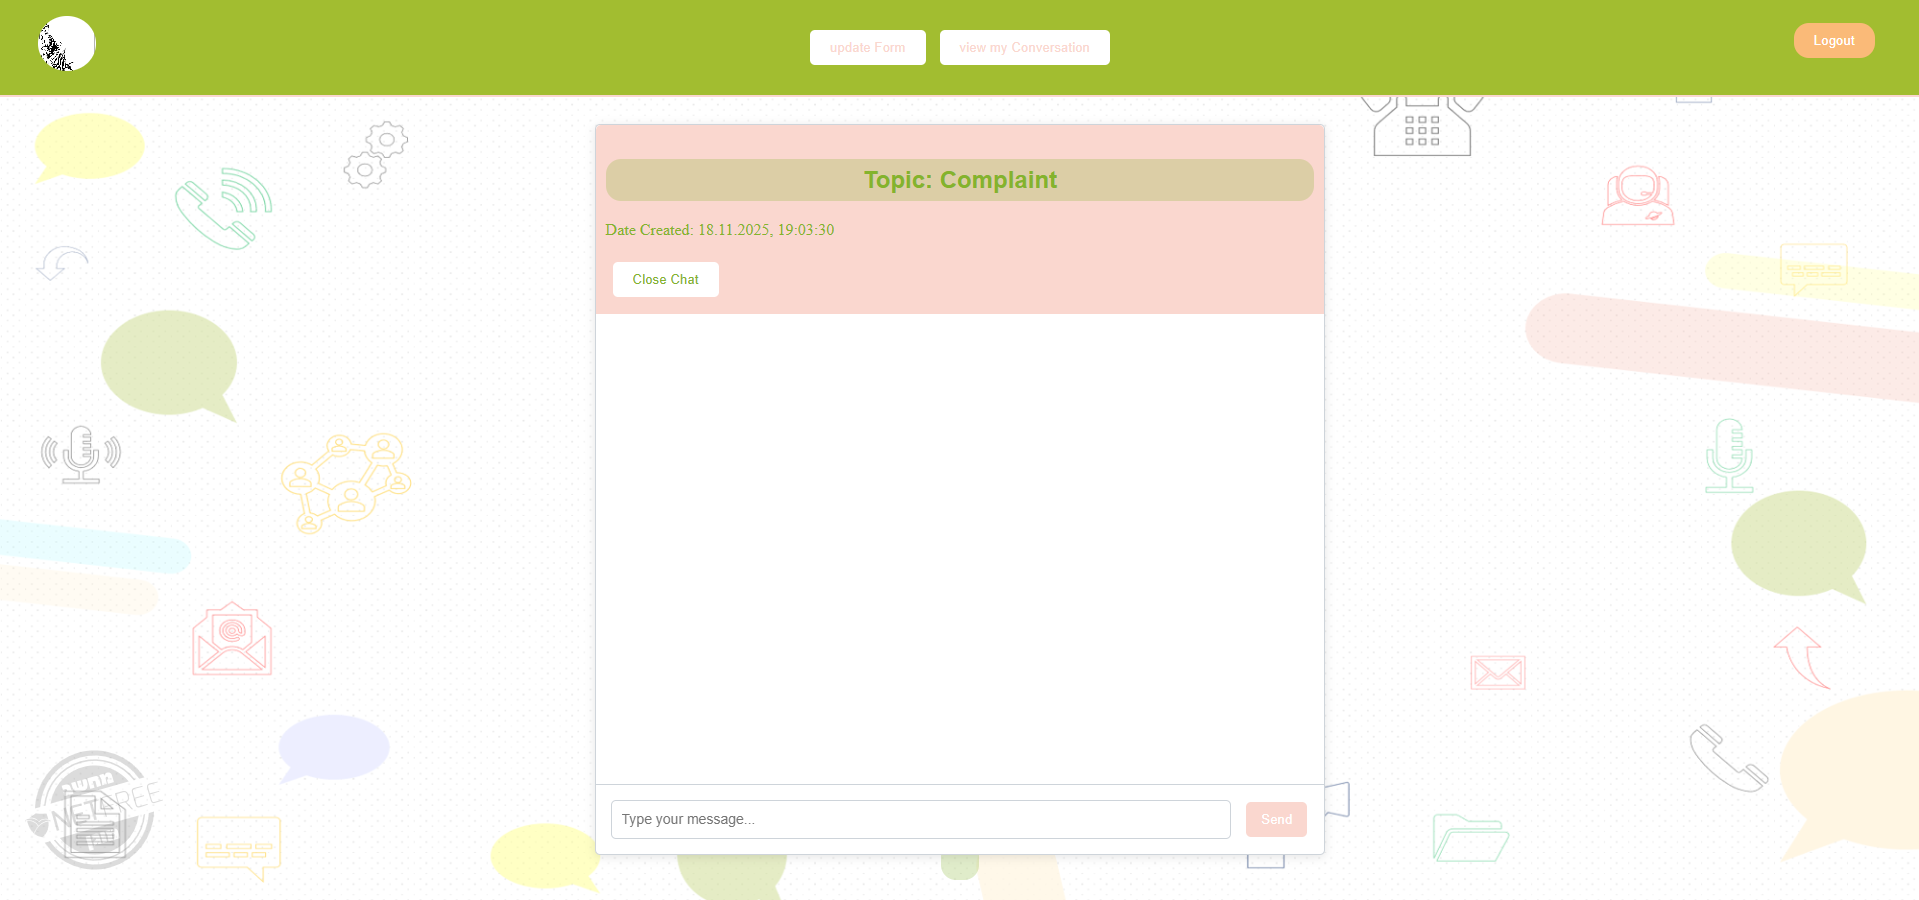 update Form
view my Conversation
Logout
Topic: Complaint
Date Created: 18.11.2025, 19:03:30
Close Chat
Type your message...
Send